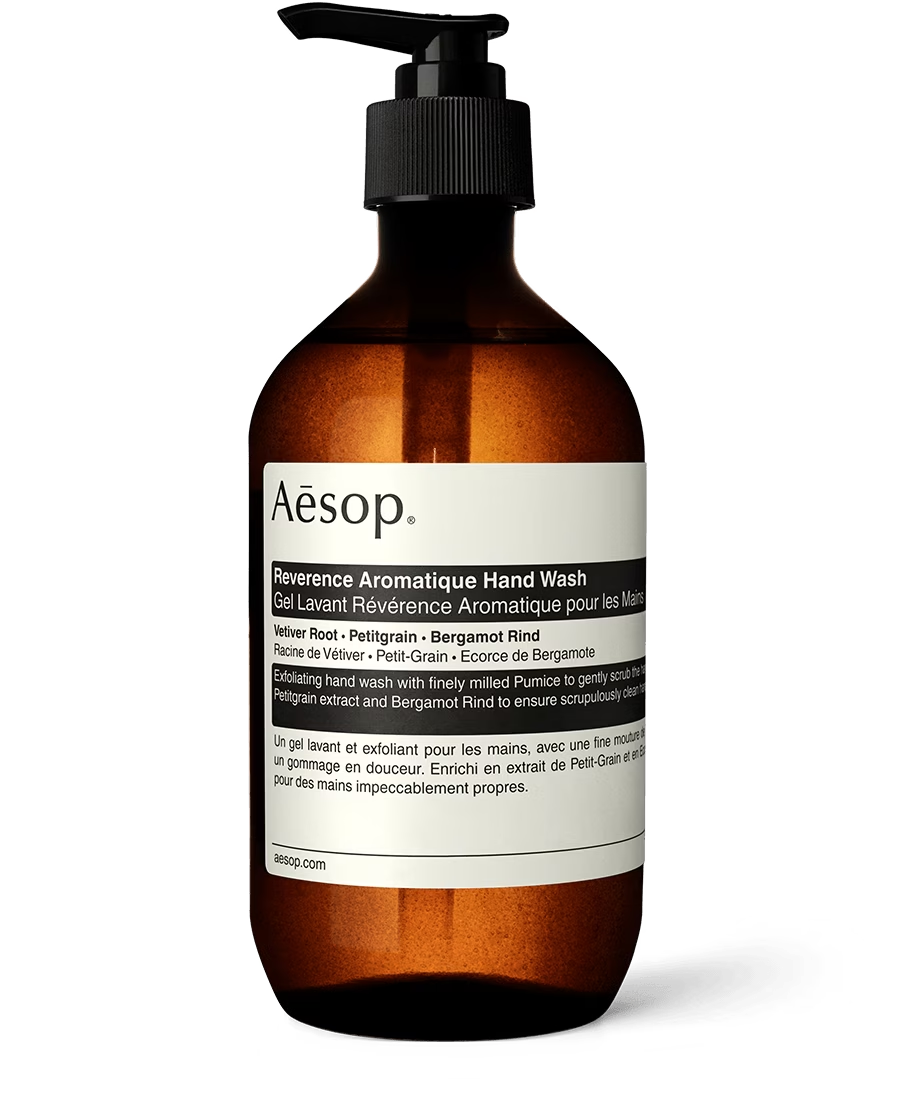 Aēsop.®
Reverence Aromatique Hand Wash
Gel Lavant Révérence Aromatique pour les Mains
Vetiver Root • Petitgrain • Bergamot Rind
Racine de Vétiver • Petit-Grain • Ecorce de Bergamote
Exfoliating hand wash with finely milled Pumice to gently scrub the
Petitgrain extract and Bergamot Rind to ensure scrupulously clean
Un gel lavant et exfoliant pour les mains, avec une fine mouture
un gommage en douceur. Enrichi en extrait de Petit-Grain et en
pour des mains impeccablement propres.
aesop.com